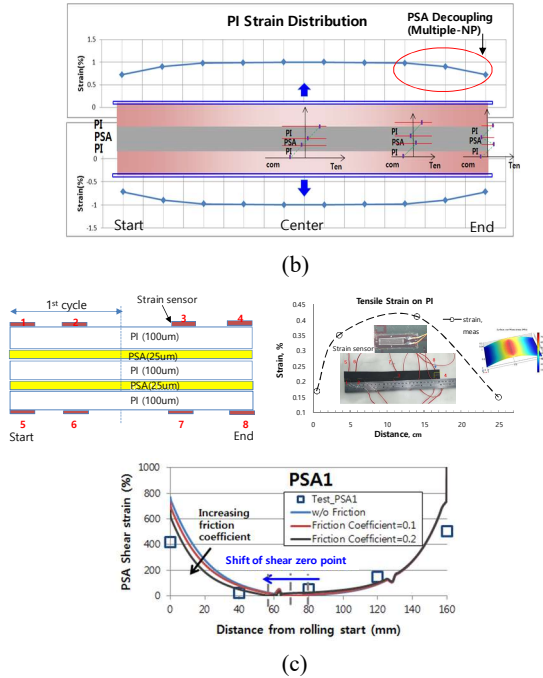 PI Strain Distribution
PSA Decoupling
(Multiple-NP)
Strain(%)
1.5
1
0.5
0
PI
PSA
PI
PI
PSA
PI
com
Ten
PI
PSA
PI
com
Ten
com
Ten
Strain(%)
0
-0.5
-1
-1.5
Start
Center
End
(b)
1st cycle
Strain sensor
1
2
3
4
PI (100um)
PSA(25um)
PI (100um)
PSA(25um)
PI (100um)
5
6
7
8
Start
End
Tensile Strain on PI
Strain, %
0.45
0.4
0.35
0.3
0.25
0.2
0.15
0.1
strain,
meas
Strain sensor
0
5
10
15
20
25
30
Distance, cm
PSA1
PSA Shear strain (%)
1000
800
600
400
200
0
Increasing
friction
coefficient
Test_PSA1
w/o Friction
Friction Coefficient=0.1
Friction Coefficient=0.2
Shift of shear zero point
0
20
40
60
80
100
120
140
160
Distance from rolling start (mm)
(c)